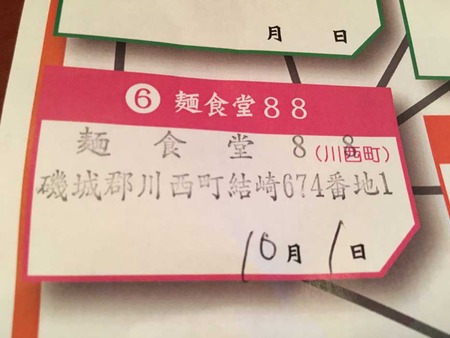 月 日
❻ 麺食堂８８
麺 食 堂 8 8
(川西町)
磯城郡川西町結崎674番地1
10月 1日